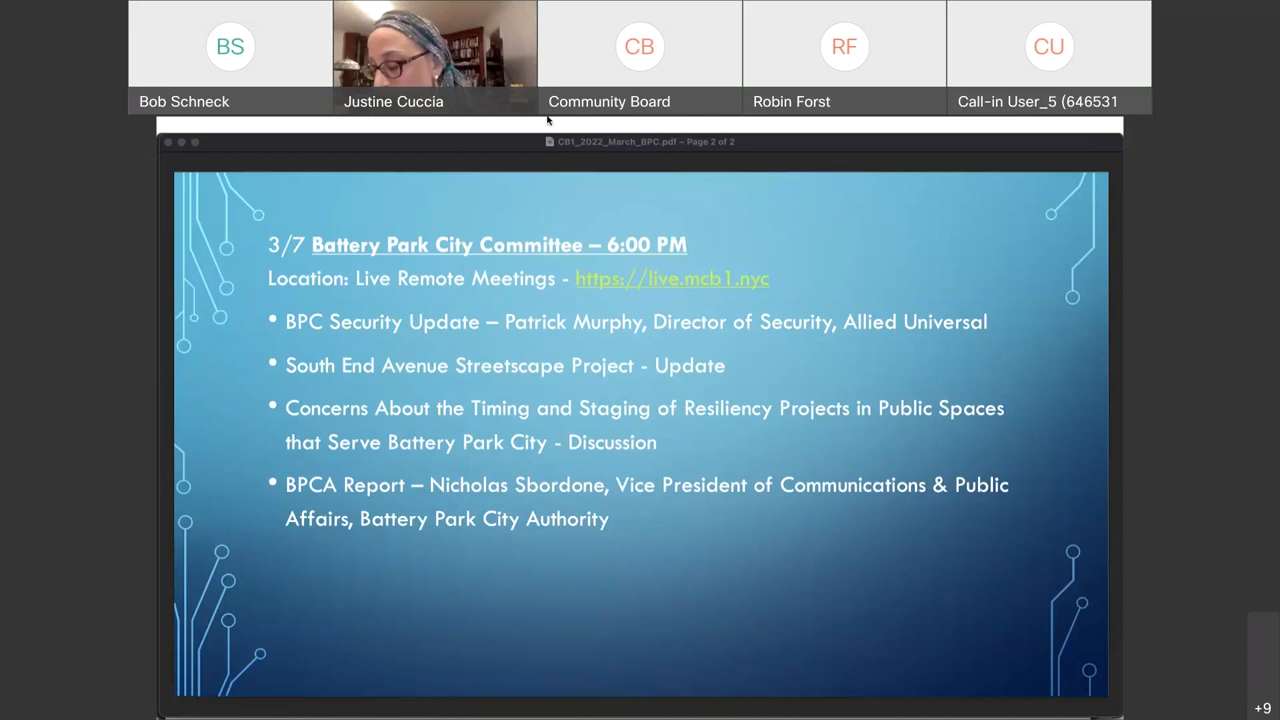 BS
CB
RF
CU
Bob Schneck
Justine Cuccia
Community Board
Robin Forst
Call-in User_5 (646531
CB1_2022_March_BPC.pdf – Page 2 of 2
3/7 Battery Park City Committee – 6:00 PM
Location: Live Remote Meetings - https://live.mcb1.nyc
• BPC Security Update – Patrick Murphy, Director of Security, Allied Universal
• South End Avenue Streetscape Project - Update
• Concerns About the Timing and Staging of Resiliency Projects in Public Spaces
that Serve Battery Park City - Discussion
• BPCA Report – Nicholas Sbordone, Vice President of Communications & Public
Affairs, Battery Park City Authority
+9